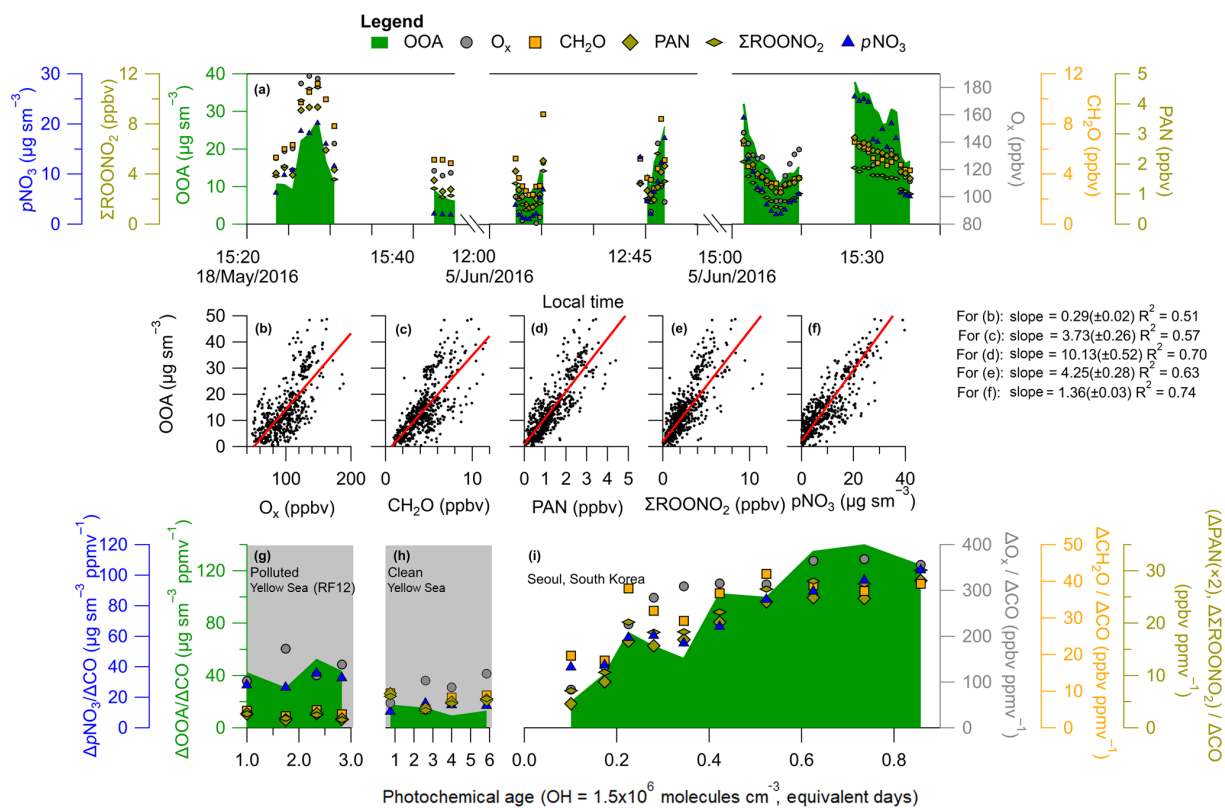 Legend
OOA Oₓ CH₂O PAN ΣROONO₂ pNO₃
pNO₃ (µg sm⁻³)
30
20
10
0
ΣROONO₂ (ppbv)
12
8
4
0
OOA (µg sm⁻³)
40
30
20
10
0
(a)
180
160
140
120
100
80
Oₓ (ppbv)
12
8
4
0
CH₂O (ppbv)
5
4
3
2
1
0
PAN (ppbv)
15:20 15:40 12:00 12:45 15:00 15:30
18/May/2016 5/Jun/2016 5/Jun/2016
Local time
OOA (µg sm⁻³)
50
40
30
20
10
0
(b) (c) (d) (e) (f)
100 200 0 10 0 1 2 3 4 5 0 10 0 20 40
Oₓ (ppbv) CH₂O (ppbv) PAN (ppbv) ΣROONO₂ (ppbv) pNO₃ (µg sm⁻³)
For (b): slope = 0.29(±0.02) R² = 0.51
For (c): slope = 3.73(±0.26) R² = 0.57
For (d): slope = 10.13(±0.52) R² = 0.70
For (e): slope = 4.25(±0.28) R² = 0.63
For (f): slope = 1.36(±0.03) R² = 0.74
ΔpNO₃/ΔCO (µg sm⁻³ ppmv⁻¹)
120
100
80
60
40
20
0
ΔOOA/ΔCO (µg sm⁻³ ppmv⁻¹)
120
80
40
0
(g)
Polluted
Yellow Sea (RF12)
(h)
Clean
Yellow Sea
(i)
Seoul, South Korea
400
300
200
100
0
ΔOₓ / ΔCO (ppbv ppmv⁻¹)
50
40
30
20
10
0
ΔCH₂O / ΔCO (ppbv ppmv⁻¹)
30
20
10
0
(ΔPAN(×2), ΔΣROONO₂) / ΔCO
(ppbv ppmv⁻¹)
1.0 2.0 3.0 1 2 3 4 5 6 0.0 0.2 0.4 0.6 0.8
Photochemical age (OH = 1.5x10⁶ molecules cm⁻³, equivalent days)